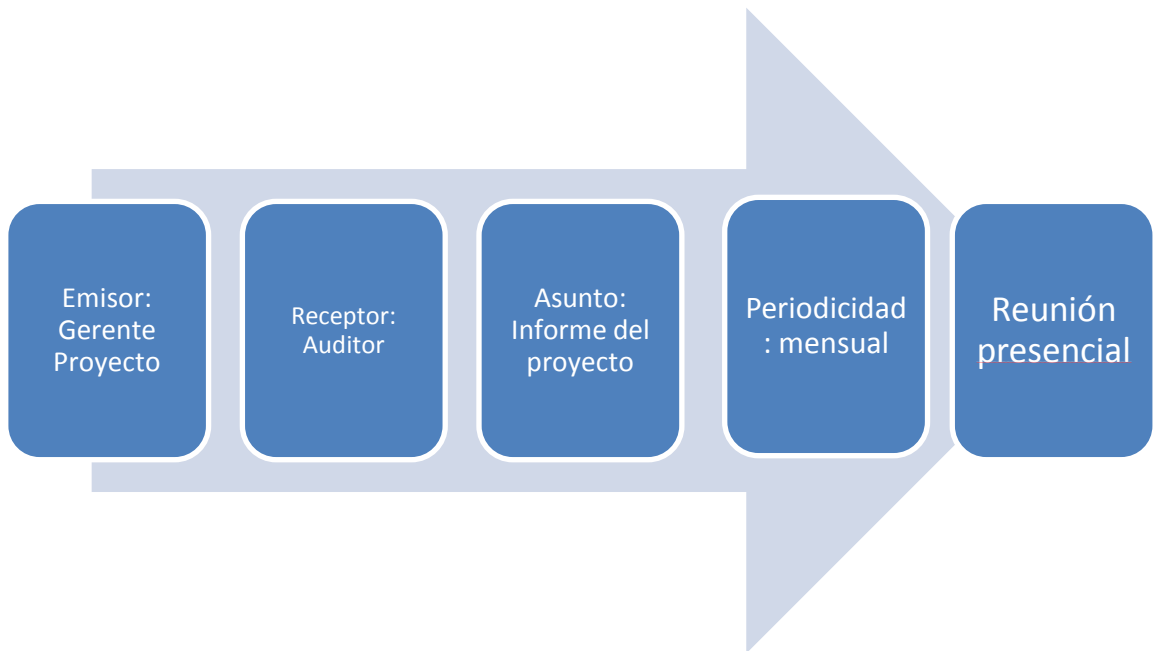 Emisor:
Gerente
Proyecto
Receptor:
Auditor
Asunto:
Informe del
proyecto
Periodicidad
: mensual
Reunión
presencial